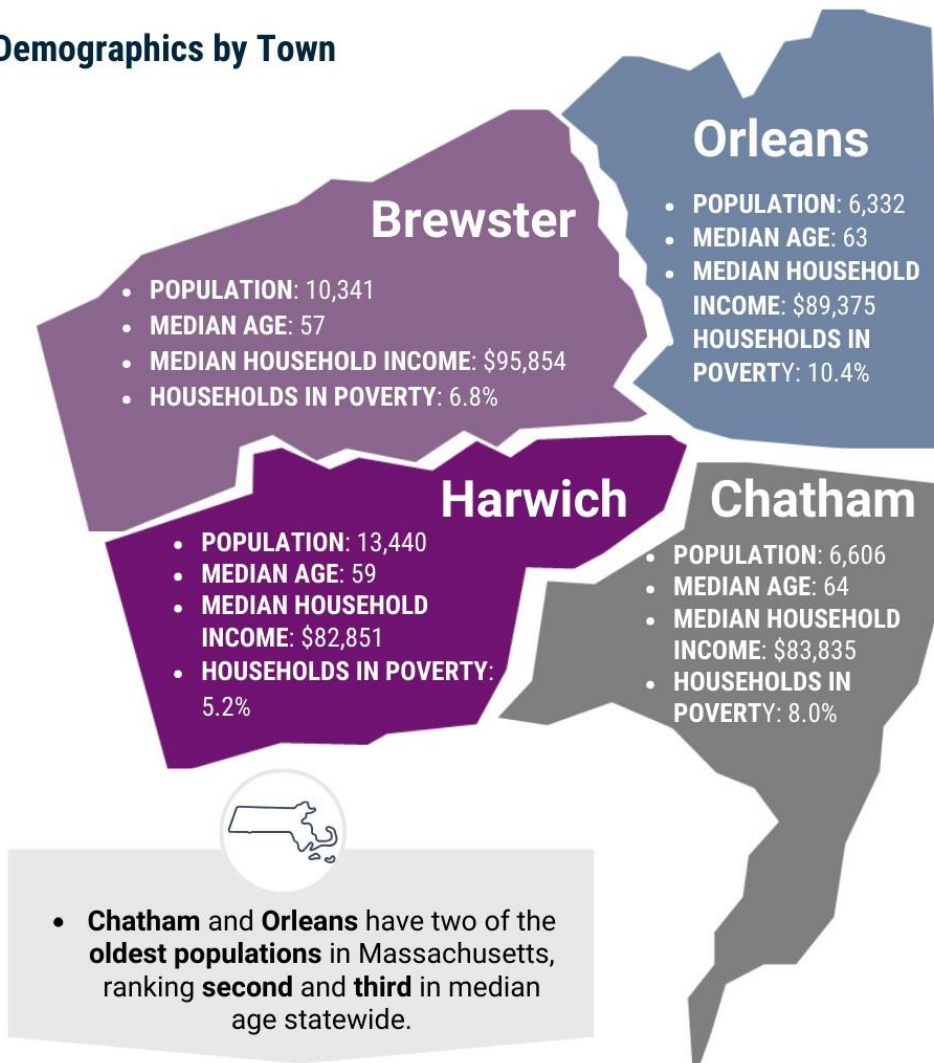 Demographics by Town
Orleans
• POPULATION: 6,332
• MEDIAN AGE: 63
• MEDIAN HOUSEHOLD
INCOME: $89,375
HOUSEHOLDS IN
POVERTY: 10.4%
Brewster
• POPULATION: 10,341
• MEDIAN AGE: 57
• MEDIAN HOUSEHOLD INCOME: $95,854
• HOUSEHOLDS IN POVERTY: 6.8%
Harwich
• POPULATION: 13,440
• MEDIAN AGE: 59
• MEDIAN HOUSEHOLD
INCOME: $82,851
• HOUSEHOLDS IN POVERTY:
5.2%
Chatham
• POPULATION: 6,606
• MEDIAN AGE: 64
• MEDIAN HOUSEHOLD
INCOME: $83,835
• HOUSEHOLDS IN
POVERTY: 8.0%
• Chatham and Orleans have two of the
oldest populations in Massachusetts,
ranking second and third in median
age statewide.